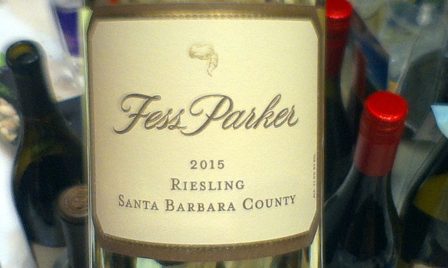 Fess Parker
2015
RIESLING
SANTA BARBARA COUNTY